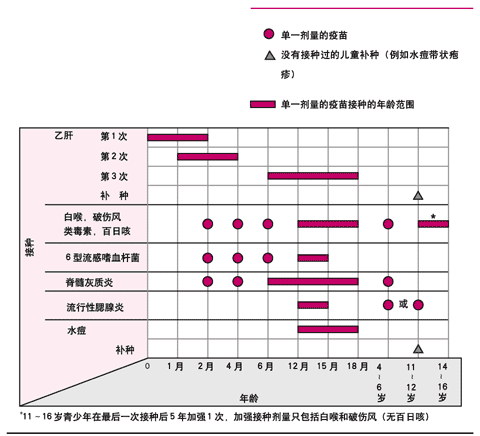 单一剂量的疫苗
没有接种过的儿童补种（例如水痘带状疱
疹）
单一剂量的疫苗接种的年龄范围
接种
乙肝 第1次
第2次
第3次
补 种
白喉．破伤风
类毒素．百日咳
*
6型流感嗜血杆菌
脊髓灰质炎
流行性腮腺炎
或
水痘
补种
0 1月 2月 4月 6月 12月 15月 18月 4~6岁 11~12岁 14~16岁
年龄
*11－16岁青少年在最后一次接种后5年加强1次．加强接种剂量只包括白喉和破伤风（无百日咳）